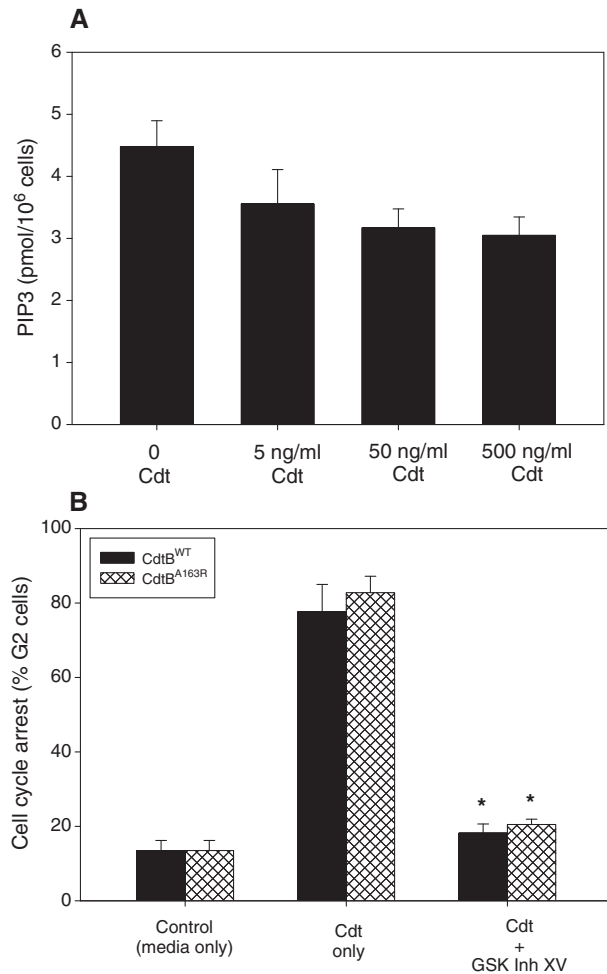 A
PIP3 (pmol/10⁶ cells)
6
5
4
3
2
1
0
0
Cdt
5 ng/ml
Cdt
50 ng/ml
Cdt
500 ng/ml
Cdt
B
Cell cycle arrest (% G2 cells)
100
80
60
40
20
0
CdtB^WT
CdtB^A163R
*
*
Control
(media only)
Cdt
only
Cdt
+
GSK Inh XV